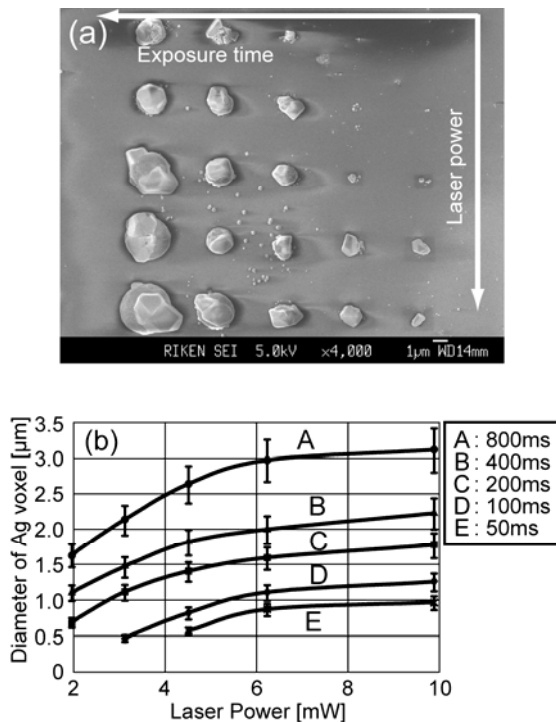 (a)
Exposure time
Laser power
RIKEN SEI 5.0kV ×4,000 1μm WD14mm
(b)
Diameter of Ag voxel [μm]
3.5
3.0
2.5
2.0
1.5
1.0
0.5
0
A
B
C
D
E
2 4 6 8 10
Laser Power [mW]
A : 800ms
B : 400ms
C : 200ms
D : 100ms
E : 50ms